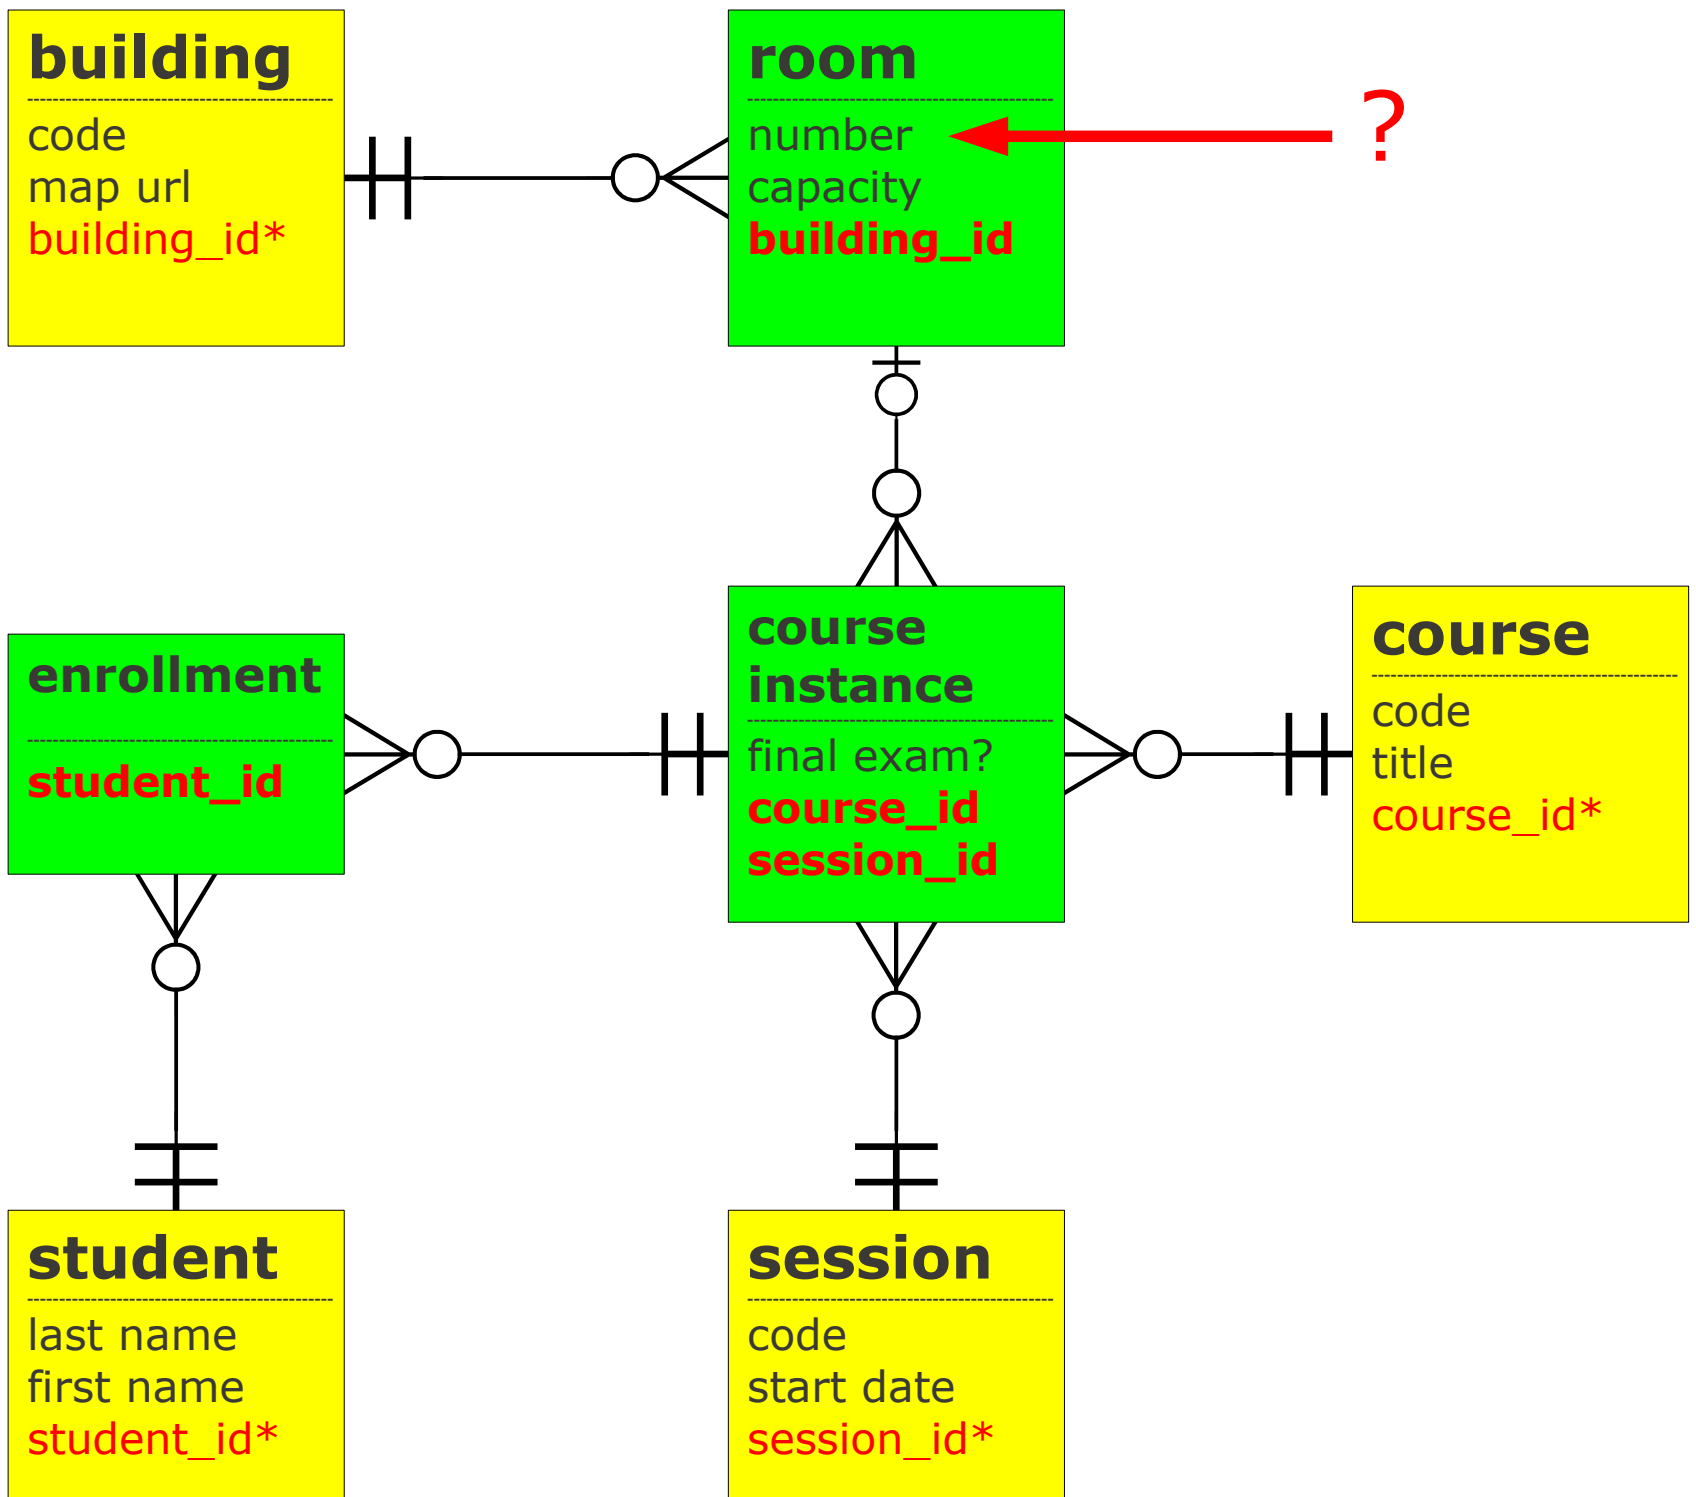 building
code
map url
building_id*
room
number
capacity
building_id
?
enrollment
student_id
course
instance
final exam?
course_id
session_id
course
code
title
course_id*
student
last name
first name
student_id*
session
code
start date
session_id*